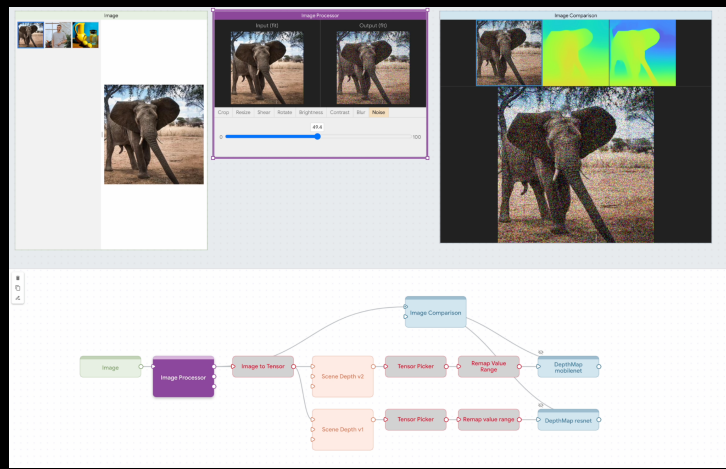 Image
Image Processor
Input (fit)
Output (fit)
Crop Resize Shear Rotate Brightness Contrast Blur Noise
49.4
0
100
Image Comparison
Image Comparison
Image
Image Processor
Image to Tensor
Scene Depth v2
Tensor Picker
Remap Value
Range
DepthMap
mobilenet
Scene Depth v1
Tensor Picker
Remap value range
DepthMap resnet